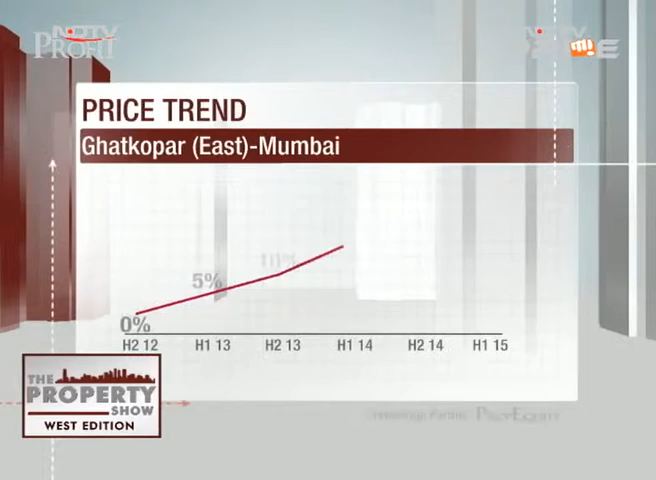 NDTV
PROFIT
NDTV
PRICE TREND
Ghatkopar (East)-Mumbai
10%
5%
0%
H2 12 H1 13 H2 13 H1 14 H2 14 H1 15
THE
PROPERTY
SHOW
WEST EDITION
PROPEQUITY